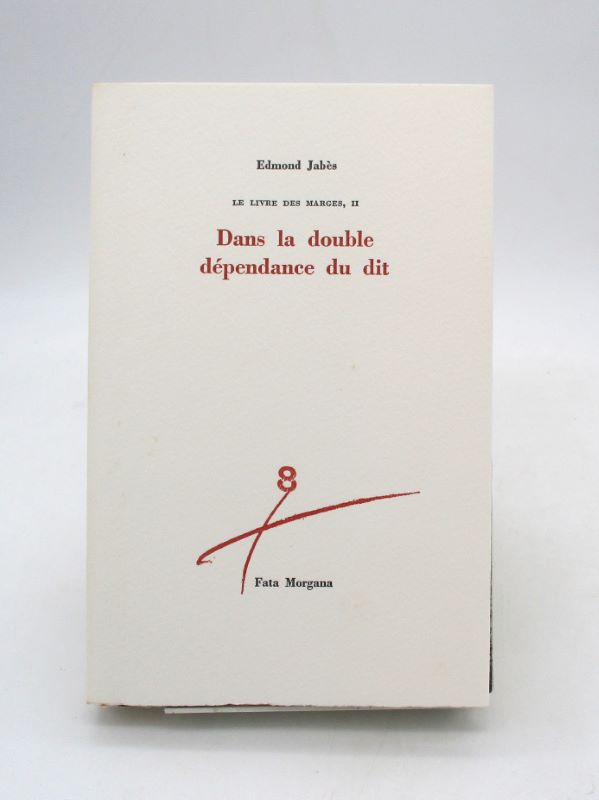 Edmond Jabès
LE LIVRE DES MARGES, II
Dans la double
dépendance du dit
8
Fata Morgana